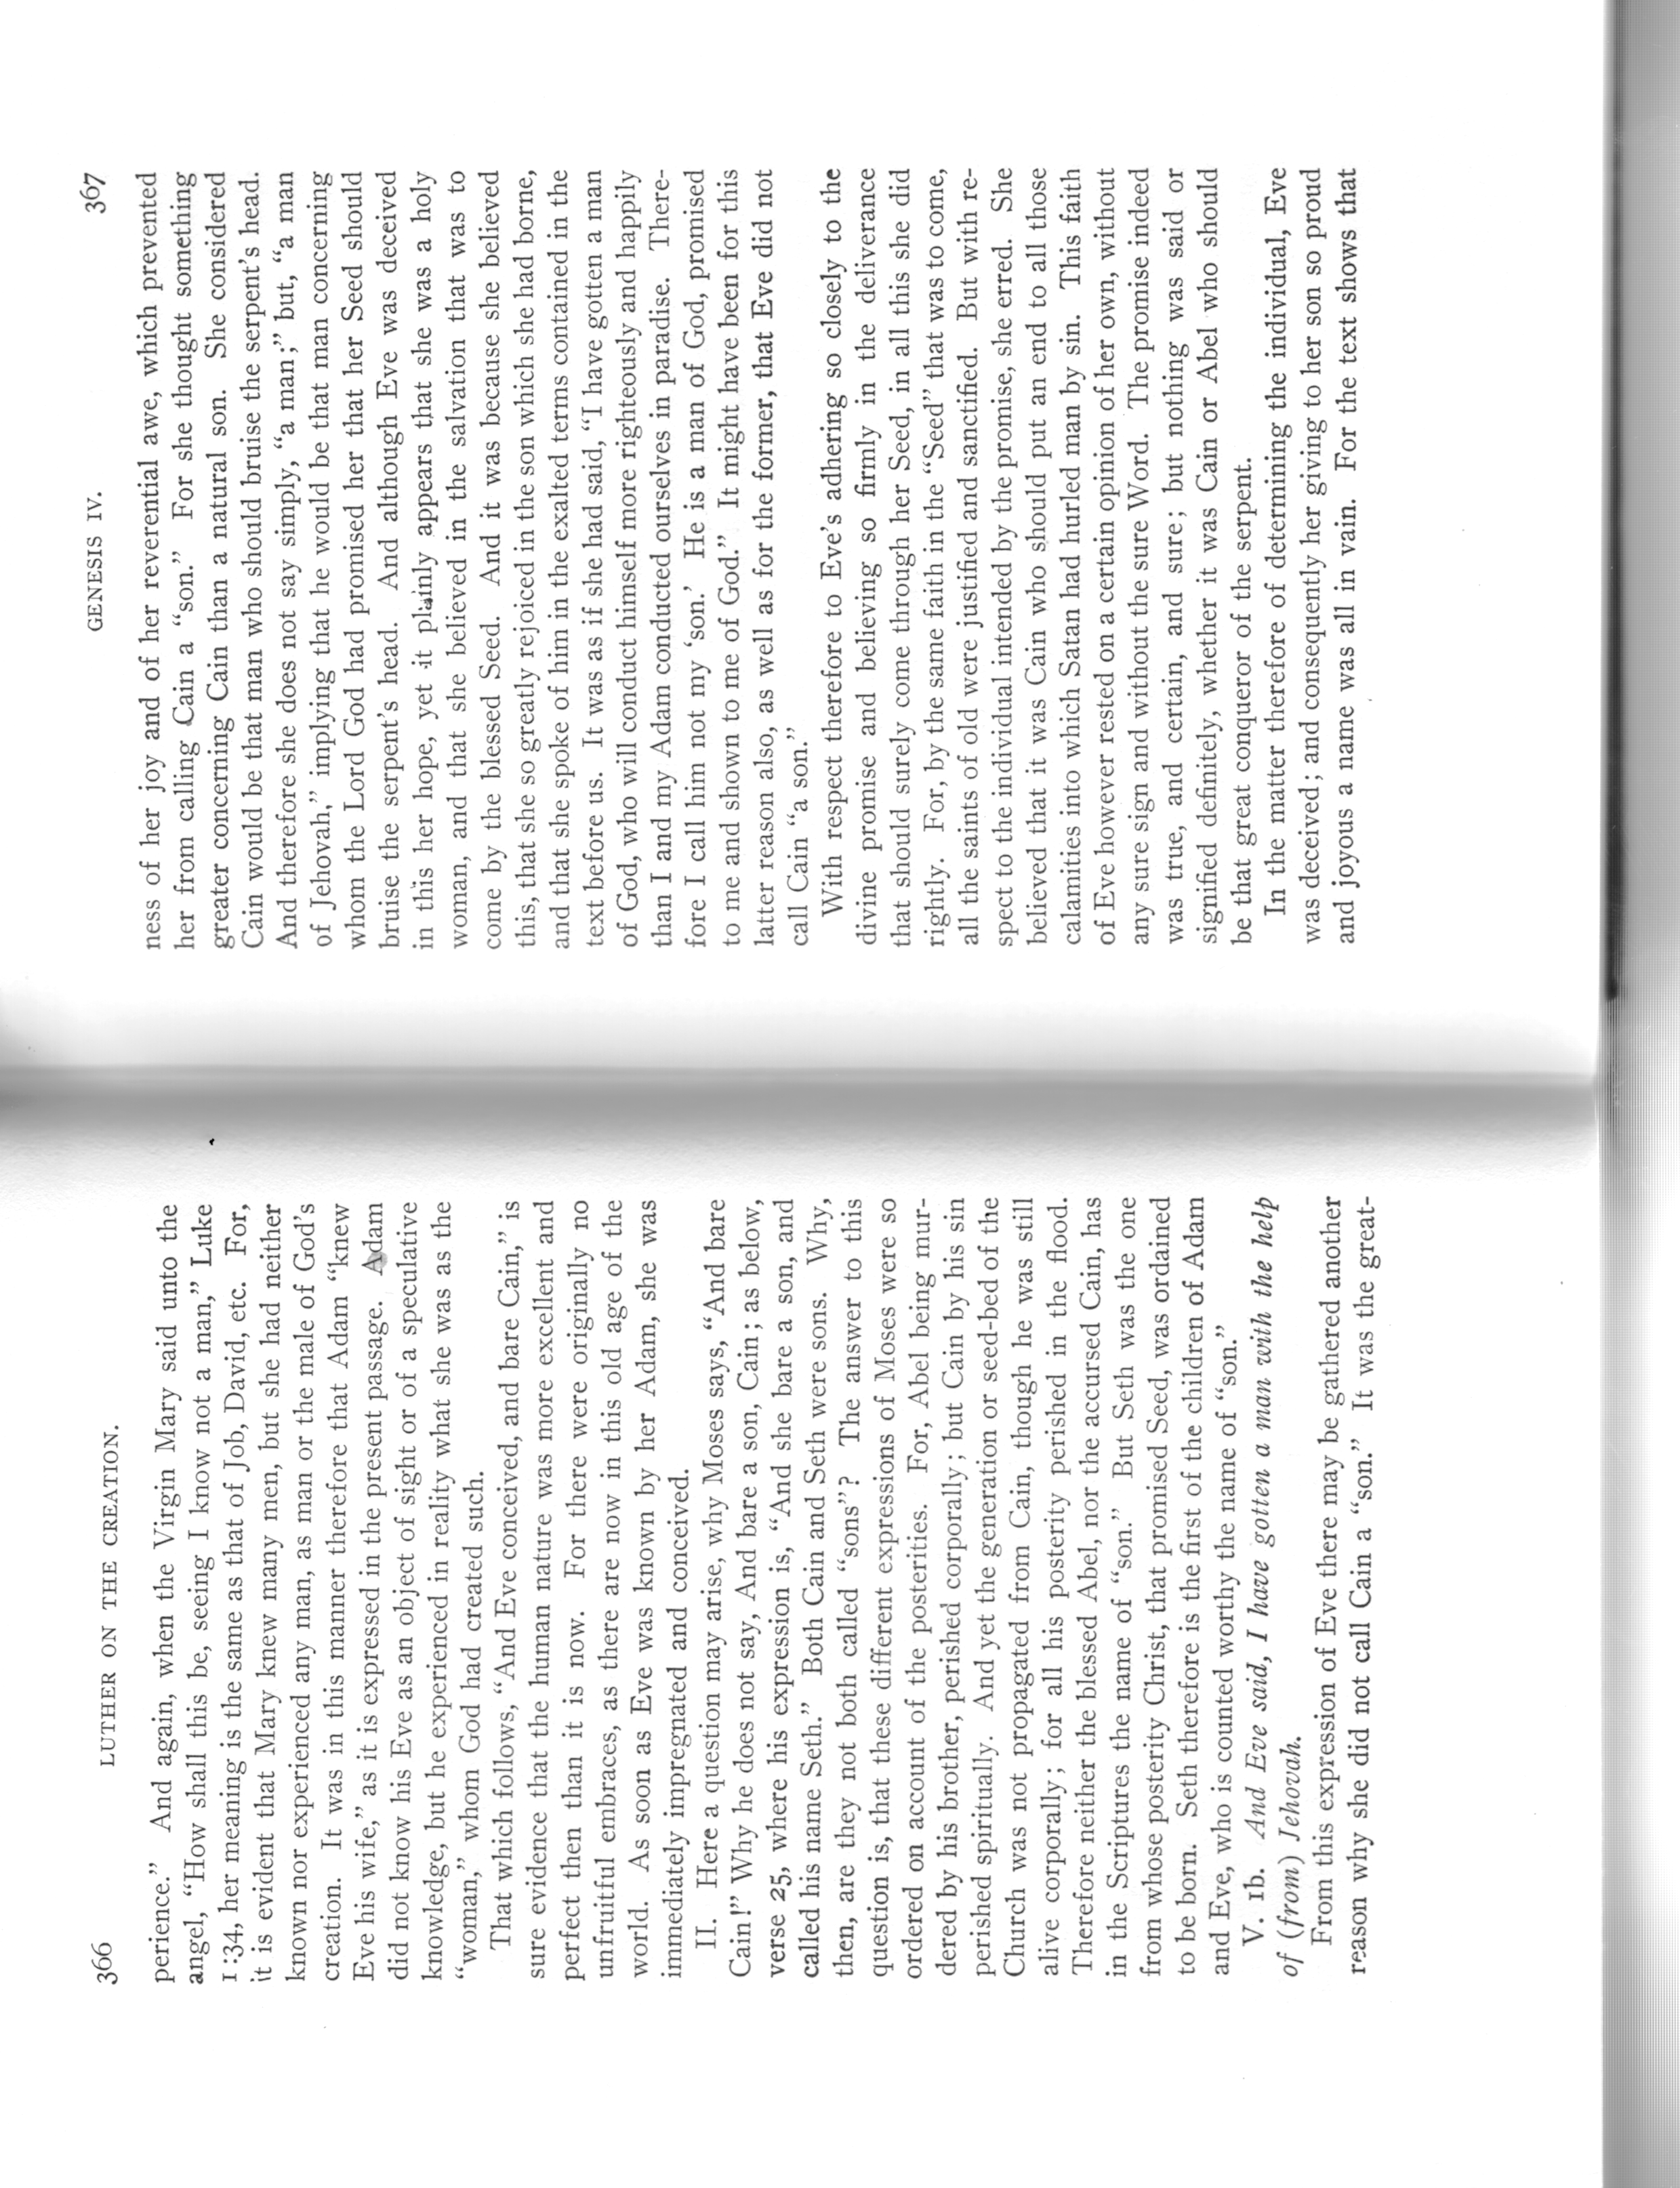 366 LUTHER ON THE CREATION.
perience.” And again, when the Virgin Mary said unto the
angel, “How shall this be, seeing I know not a man,” Luke
1:34, her meaning is the same as that of Job, David, etc. For,
it is evident that Mary knew many men, but she had neither
known nor experienced any man, as man or the male of God’s
creation. It was in this manner therefore that Adam “knew
Eve his wife,” as it is expressed in the present passage. Adam
did not know his Eve as an object of sight or of a speculative
knowledge, but he experienced in reality what she was as the
“woman,” whom God had created such.
That which follows, “And Eve conceived, and bare Cain,” is
sure evidence that the human nature was more excellent and
perfect then than it is now. For there were originally no
unfruitful embraces, as there are now in this old age of the
world. As soon as Eve was known by her Adam, she was
immediately impregnated and conceived.
II. Here a question may arise, why Moses says, “And bare
Cain!” Why he does not say, And bare a son, Cain; as below,
verse 25, where his expression is, “And she bare a son, and
called his name Seth.” Both Cain and Seth were sons. Why,
then, are they not both called “sons”? The answer to this
question is, that these different expressions of Moses were so
ordered on account of the posterities. For, Abel being mur-
dered by his brother, perished corporally; but Cain by his sin
perished spiritually. And yet the generation or seed-bed of the
Church was not propagated from Cain, though he was still
alive corporally; for all his posterity perished in the flood.
Therefore neither the blessed Abel, nor the accursed Cain, has
in the Scriptures the name of “son.” But Seth was the one
from whose posterity Christ, that promised Seed, was ordained
to be born. Seth therefore is the first of the children of Adam
and Eve, who is counted worthy the name of “son.”
V. 1b. And Eve said, I have gotten a man with the help
of (from) Jehovah.
From this expression of Eve there may be gathered another
reason why she did not call Cain a “son.” It was the great-
GENESIS IV. 367
ness of her joy and of her reverential awe, which prevented
her from calling Cain a “son.” For she thought something
greater concerning Cain than a natural son. She considered
Cain would be that man who should bruise the serpent’s head.
And therefore she does not say simply, “a man;” but, “a man
of Jehovah,” implying that he would be that man concerning
whom the Lord God had promised her that her Seed should
bruise the serpent’s head. And although Eve was deceived
in this her hope, yet it plainly appears that she was a holy
woman, and that she believed in the salvation that was to
come by the blessed Seed. And it was because she believed
this, that she so greatly rejoiced in the son which she had borne,
and that she spoke of him in the exalted terms contained in the
text before us. It was as if she had said, “I have gotten a man
of God, who will conduct himself more righteously and happily
than I and my Adam conducted ourselves in paradise. There-
fore I call him not my ‘son.’ He is a man of God, promised
to me and shown to me of God.” It might have been for this
latter reason also, as well as for the former, that Eve did not
call Cain “a son.”
With respect therefore to Eve’s adhering so closely to the
divine promise and believing so firmly in the deliverance
that should surely come through her Seed, in all this she did
rightly. For, by the same faith in the “Seed” that was to come,
all the saints of old were justified and sanctified. But with re-
spect to the individual intended by the promise, she erred. She
believed that it was Cain who should put an end to all those
calamities into which Satan had hurled man by sin. This faith
of Eve however rested on a certain opinion of her own, without
any sure sign and without the sure Word. The promise indeed
was true, and certain, and sure; but nothing was said or
signified definitely, whether it was Cain or Abel who should
be that great conqueror of the serpent.
In the matter therefore of determining the individual, Eve
was deceived; and consequently her giving to her son so proud
and joyous a name was all in vain. For the text shows that